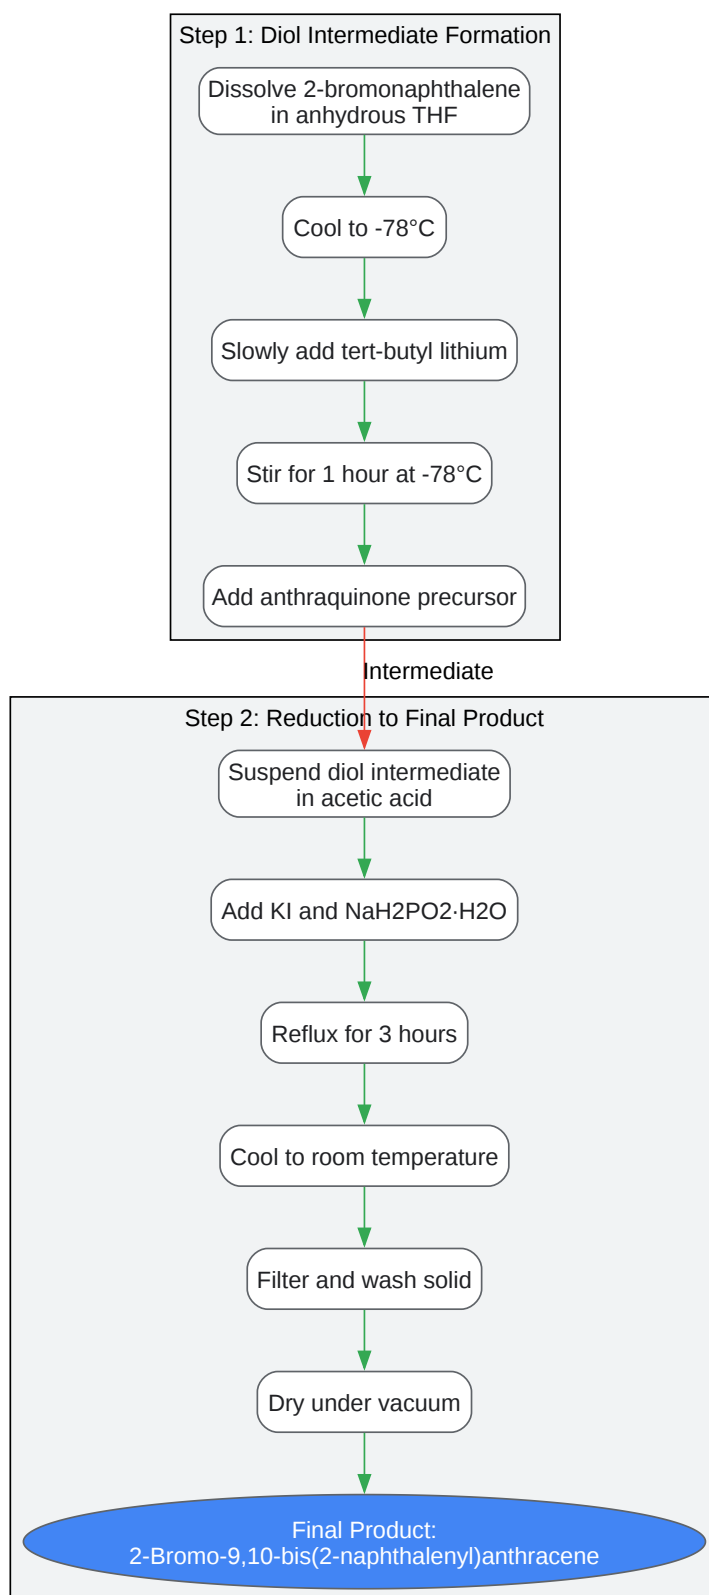 Step 1: Diol Intermediate Formation
Dissolve 2-bromonaphthalene
in anhydrous THF
Cool to -78°C
Slowly add tert-butyl lithium
Stir for 1 hour at -78°C
Add anthraquinone precursor
Intermediate
Step 2: Reduction to Final Product
Suspend diol intermediate
in acetic acid
Add KI and NaH2PO2·H2O
Reflux for 3 hours
Cool to room temperature
Filter and wash solid
Dry under vacuum
Final Product:
2-Bromo-9,10-bis(2-naphthalenyl)anthracene